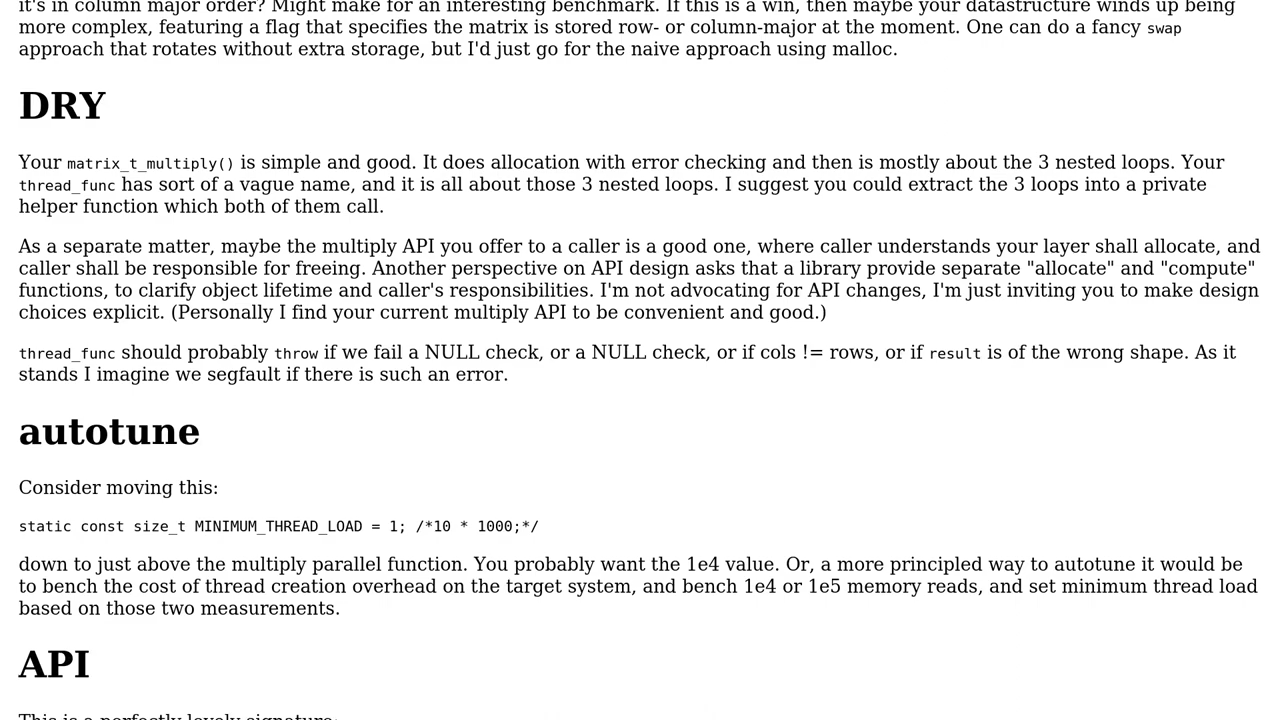 it's in column major order? Might make for an interesting benchmark. If this is a win, then maybe your datastructure winds up being
more complex, featuring a flag that specifies the matrix is stored row- or column-major at the moment. One can do a fancy swap
approach that rotates without extra storage, but I'd just go for the naive approach using malloc.
DRY
Your matrix_t_multiply() is simple and good. It does allocation with error checking and then is mostly about the 3 nested loops. Your
thread_func has sort of a vague name, and it is all about those 3 nested loops. I suggest you could extract the 3 loops into a private
helper function which both of them call.
As a separate matter, maybe the multiply API you offer to a caller is a good one, where caller understands your layer shall allocate, and
caller shall be responsible for freeing. Another perspective on API design asks that a library provide separate "allocate" and "compute"
functions, to clarify object lifetime and caller's responsibilities. I'm not advocating for API changes, I'm just inviting you to make design
choices explicit. (Personally I find your current multiply API to be convenient and good.)
thread_func should probably throw if we fail a NULL check, or a NULL check, or if cols != rows, or if result is of the wrong shape. As it
stands I imagine we segfault if there is such an error.
autotune
Consider moving this:
static const size_t MINIMUM_THREAD_LOAD = 1; /*10 * 1000;*/
down to just above the multiply parallel function. You probably want the 1e4 value. Or, a more principled way to autotune it would be
to bench the cost of thread creation overhead on the target system, and bench 1e4 or 1e5 memory reads, and set minimum thread load
based on those two measurements.
API
This is a perfectly lovely signature: